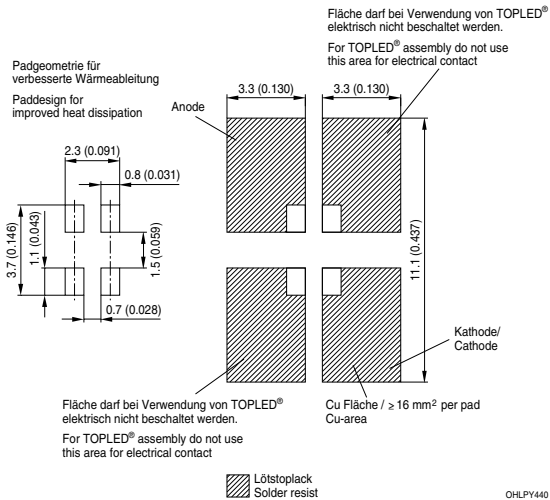 Fläche darf bei Verwendung von TOPLED®
elektrisch nicht beschaltet werden.
For TOPLED® assembly do not use
this area for electrical contact
Padgeometrie für
verbesserte Wärmeableitung
Paddesign for
improved heat dissipation
Anode
3.3 (0.130)
3.3 (0.130)
2.3 (0.091)
0.8 (0.031)
3.7 (0.146)
1.1 (0.043)
1.5 (0.059)
11.1 (0.437)
0.7 (0.028)
Kathode/
Cathode
Fläche darf bei Verwendung von TOPLED®
elektrisch nicht beschaltet werden.
For TOPLED® assembly do not use
this area for electrical contact
Cu Fläche / ≥ 16 mm² per pad
Cu-area
Lötstoplack
Solder resist
OHLPY440